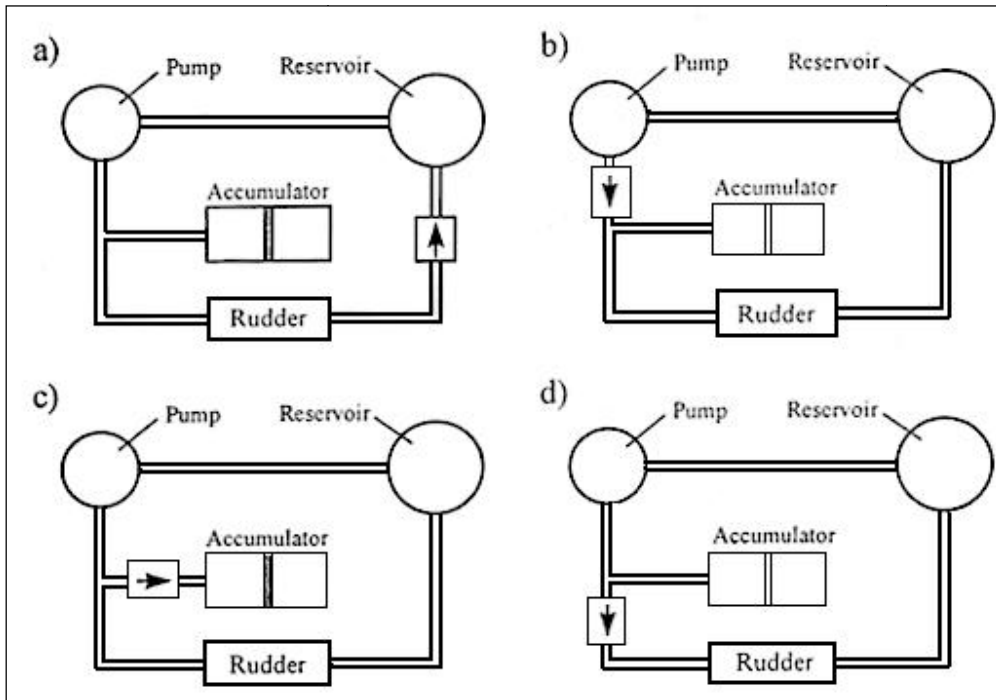 a)
Pump
Reservoir
Accumulator
Rudder
b)
Pump
Reservoir
Accumulator
Rudder
c)
Pump
Reservoir
Accumulator
Rudder
d)
Pump
Reservoir
Accumulator
Rudder